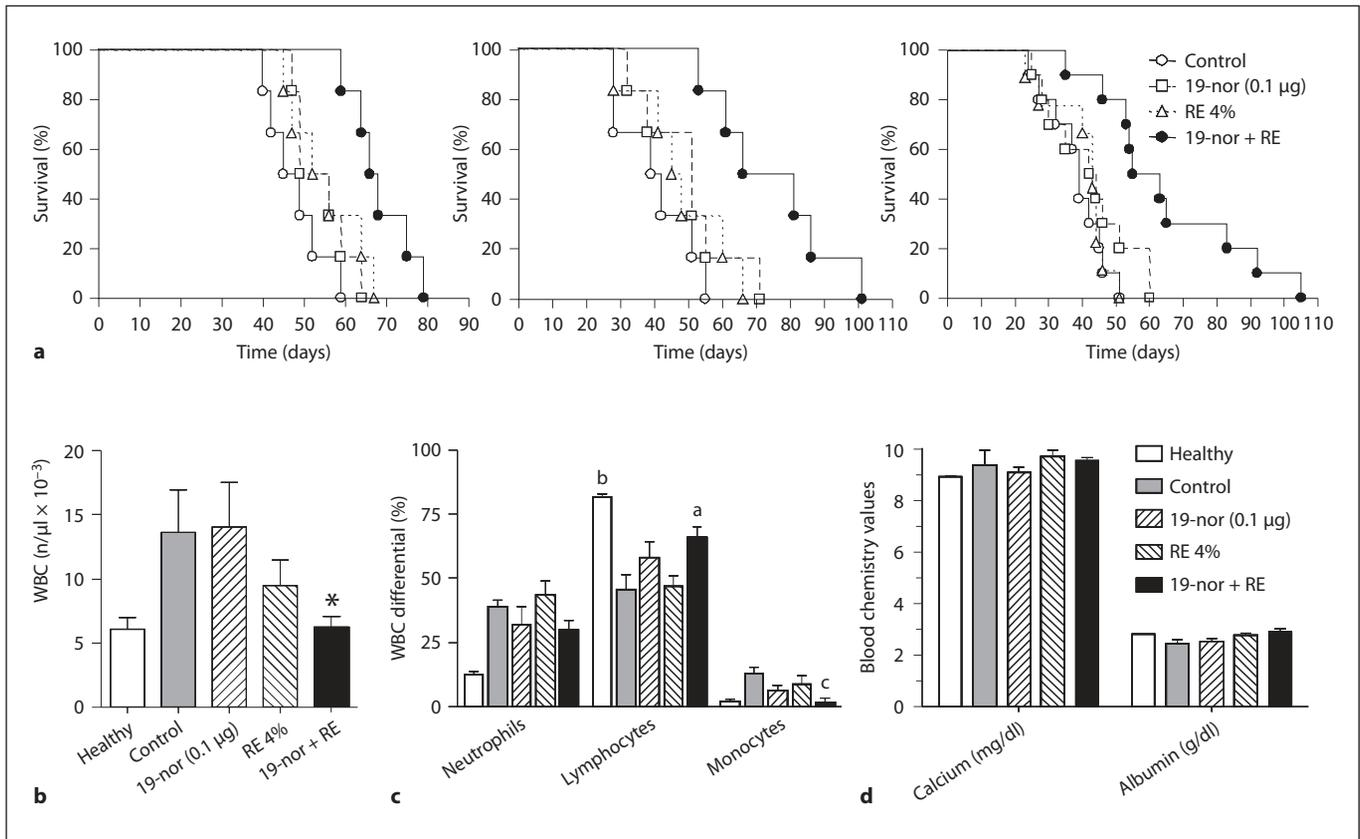 100
80
60
40
20
0
Survival (%)
0 10 20 30 40 50 60 70 80 90
Time (days)
100
80
60
40
20
0
Survival (%)
0 10 20 30 40 50 60 70 80 90 100 110
Time (days)
100
80
60
40
20
0
Survival (%)
0 10 20 30 40 50 60 70 80 90 100 110
Time (days)
Control
19-nor (0.1 µg)
RE 4%
19-nor + RE
a
20
15
10
5
0
WBC (n/µl × 10⁻³)
*
Healthy
Control
19-nor (0.1 µg)
RE 4%
19-nor + RE
b
100
75
50
25
0
WBC differential (%)
b
a
c
Neutrophils
Lymphocytes
Monocytes
c
10
8
6
4
2
0
Blood chemistry values
Healthy
Control
19-nor (0.1 µg)
RE 4%
19-nor + RE
Calcium (mg/dl)
Albumin (g/dl)
d